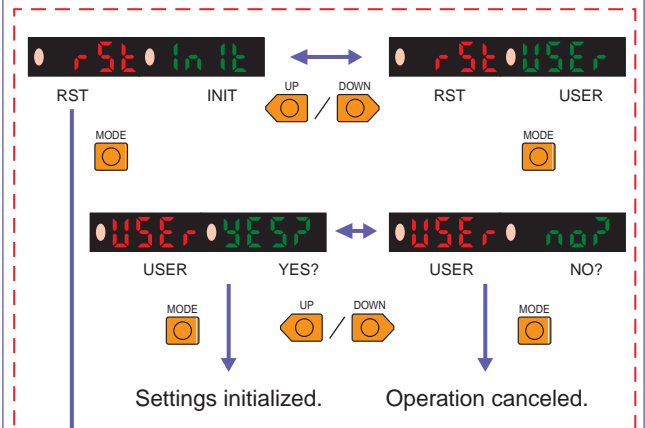 rSt InIt rSt USEr
RST INIT UP DOWN RST USER
MODE MODE
USEr YES? USEr no?
USER YES? USER NO?
MODE UP DOWN MODE
Settings initialized. Operation canceled.